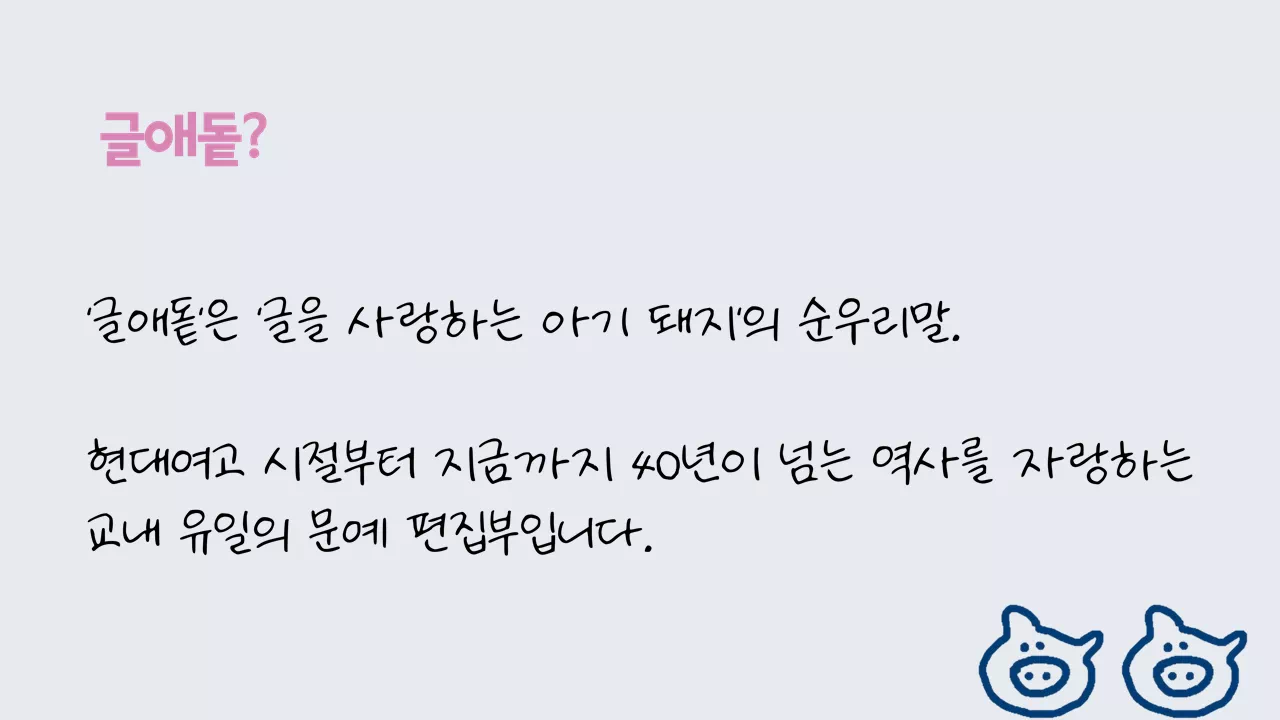 글애돝?
'글애돝'은 '글을 사랑하는 아기 돼지'의 순우리말.
현대여고 시절부터 지금까지 40년이 넘는 역사를 자랑하는
교내 유일의 문예 편집부입니다.